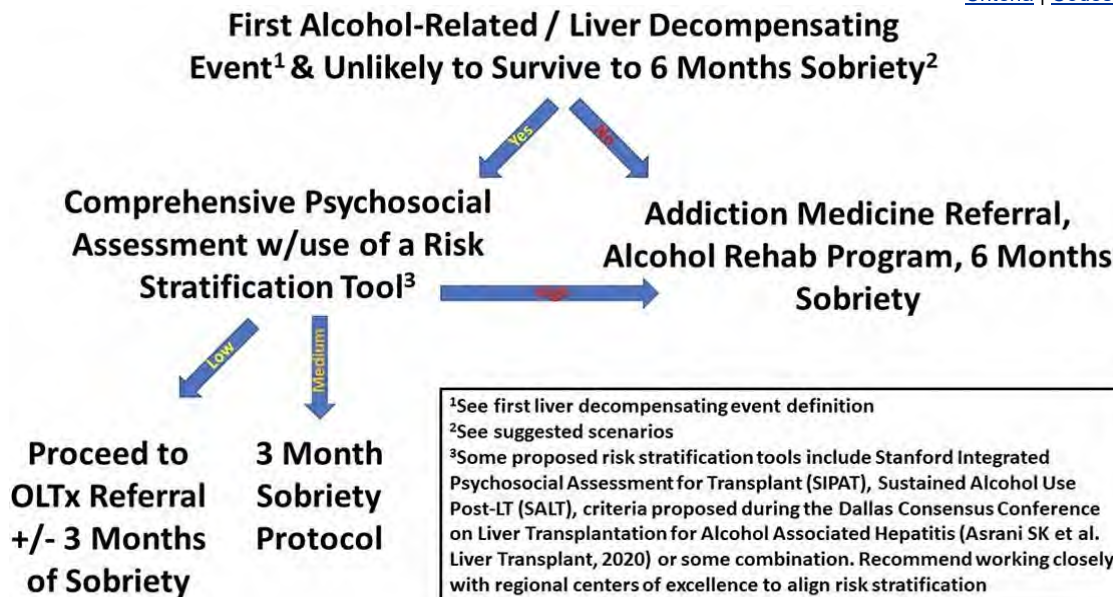 First Alcohol-Related / Liver Decompensating
Event¹ & Unlikely to Survive to 6 Months Sobriety²
Yes
No
Comprehensive Psychosocial
Assessment w/use of a Risk
Stratification Tool³
Addiction Medicine Referral,
Alcohol Rehab Program, 6 Months
Sobriety
High
Low
Medium
Proceed to
OLTx Referral
+/- 3 Months
of Sobriety
3 Month
Sobriety
Protocol
¹See first liver decompensating event definition
²See suggested scenarios
³Some proposed risk stratification tools include Stanford Integrated
Psychosocial Assessment for Transplant (SIPAT), Sustained Alcohol Use
Post-LT (SALT), criteria proposed during the Dallas Consensus Conference
on Liver Transplantation for Alcohol Associated Hepatitis (Asrani SK et al.
Liver Transplant, 2020) or some combination. Recommend working closely
with regional centers of excellence to align risk stratification